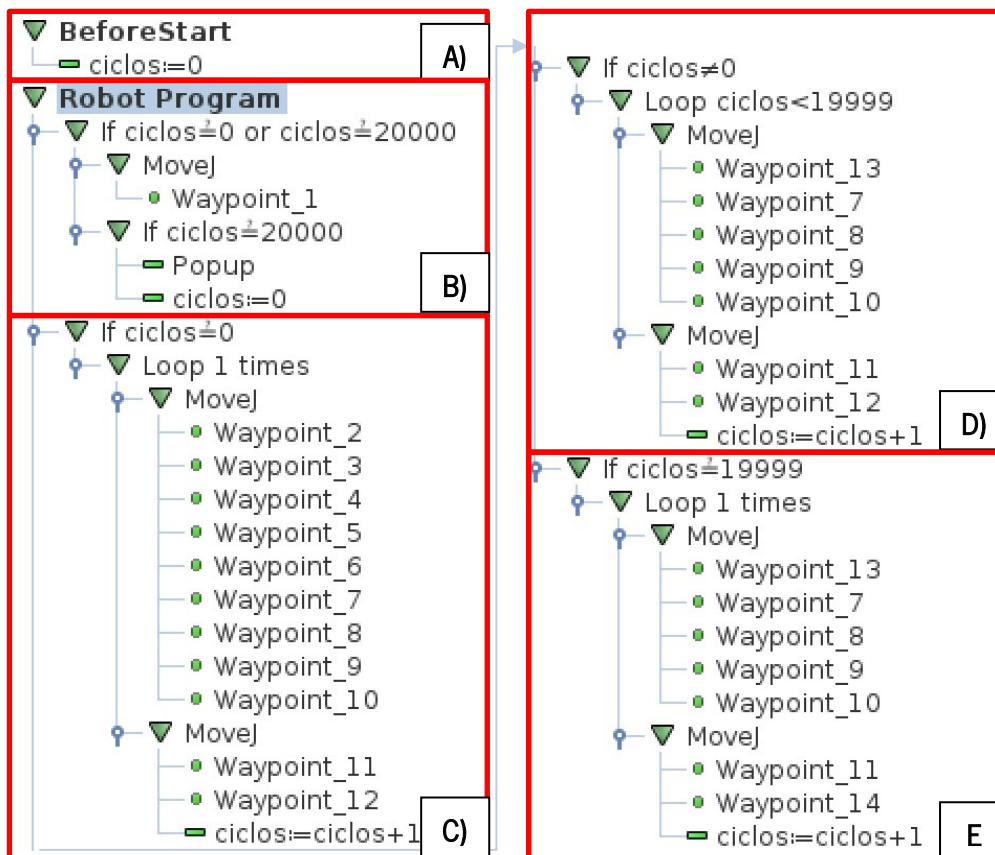 BeforeStart
ciclos:=0
A)
Robot Program
If ciclos≟0 or ciclos≟20000
MoveJ
Waypoint_1
If ciclos≟20000
Popup
ciclos:=0
B)
If ciclos≟0
Loop 1 times
MoveJ
Waypoint_2
Waypoint_3
Waypoint_4
Waypoint_5
Waypoint_6
Waypoint_7
Waypoint_8
Waypoint_9
Waypoint_10
MoveJ
Waypoint_11
Waypoint_12
ciclos:=ciclos+1
C)
If ciclos≠0
Loop ciclos<19999
MoveJ
Waypoint_13
Waypoint_7
Waypoint_8
Waypoint_9
Waypoint_10
MoveJ
Waypoint_11
Waypoint_12
ciclos:=ciclos+1
D)
If ciclos≟19999
Loop 1 times
MoveJ
Waypoint_13
Waypoint_7
Waypoint_8
Waypoint_9
Waypoint_10
MoveJ
Waypoint_11
Waypoint_14
ciclos:=ciclos+1
E